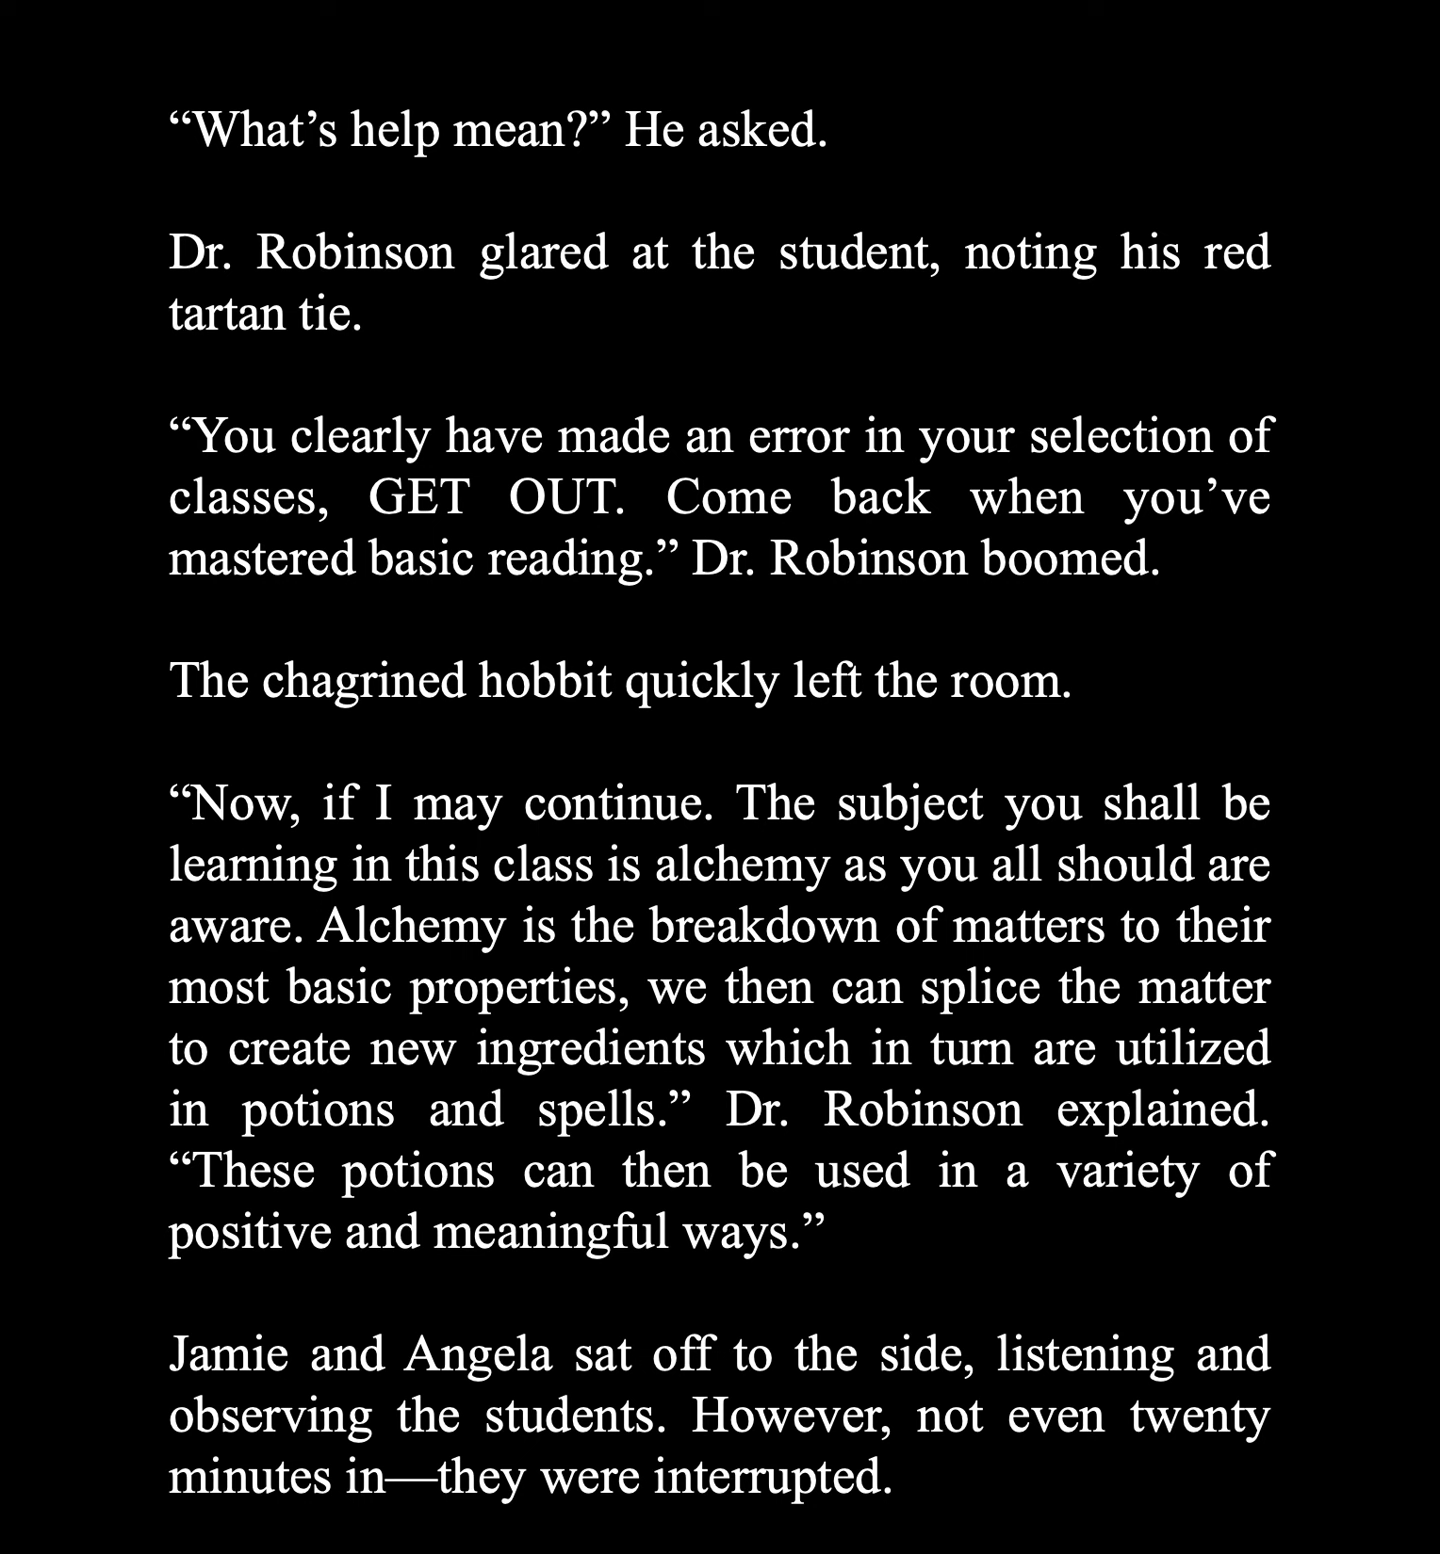 “What’s help mean?” He asked.
Dr. Robinson glared at the student, noting his red
tartan tie.
“You clearly have made an error in your selection of
classes, GET OUT. Come back when you’ve
mastered basic reading.” Dr. Robinson boomed.
The chagrined hobbit quickly left the room.
“Now, if I may continue. The subject you shall be
learning in this class is alchemy as you all should are
aware. Alchemy is the breakdown of matters to their
most basic properties, we then can splice the matter
to create new ingredients which in turn are utilized
in potions and spells.” Dr. Robinson explained.
“These potions can then be used in a variety of
positive and meaningful ways.”
Jamie and Angela sat off to the side, listening and
observing the students. However, not even twenty
minutes in—they were interrupted.